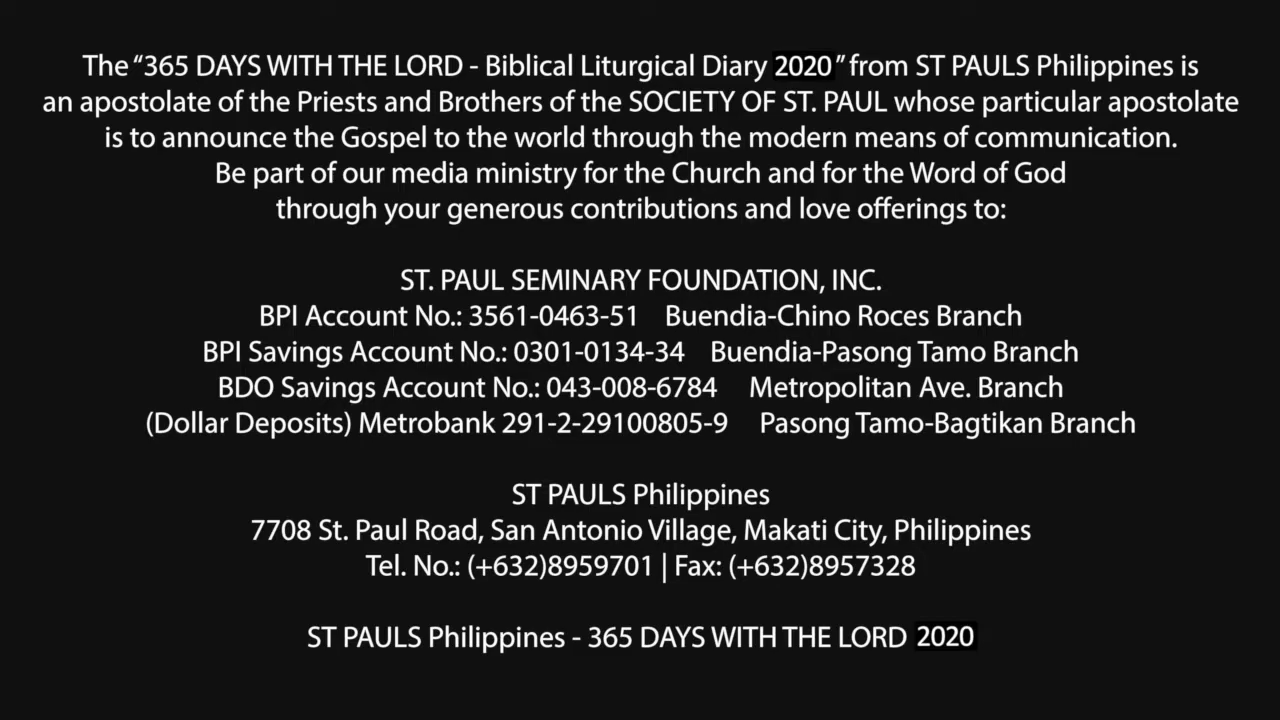 The “365 DAYS WITH THE LORD - Biblical Liturgical Diary 2020” from ST PAULS Philippines is
an apostolate of the Priests and Brothers of the SOCIETY OF ST. PAUL whose particular apostolate
is to announce the Gospel to the world through the modern means of communication.
Be part of our media ministry for the Church and for the Word of God
through your generous contributions and love offerings to:
ST. PAUL SEMINARY FOUNDATION, INC.
BPI Account No.: 3561-0463-51 Buendia-Chino Roces Branch
BPI Savings Account No.: 0301-0134-34 Buendia-Pasong Tamo Branch
BDO Savings Account No.: 043-008-6784 Metropolitan Ave. Branch
(Dollar Deposits) Metrobank 291-2-29100805-9 Pasong Tamo-Bagtikan Branch
ST PAULS Philippines
7708 St. Paul Road, San Antonio Village, Makati City, Philippines
Tel. No.: (+632)8959701 | Fax: (+632)8957328
ST PAULS Philippines - 365 DAYS WITH THE LORD 2020